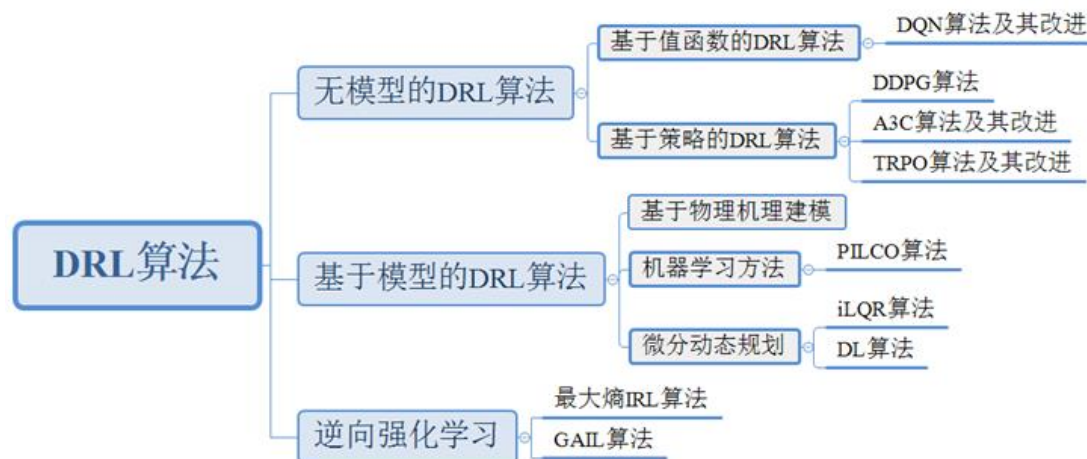 DRL算法
无模型的DRL算法
基于值函数的DRL算法
DQN算法及其改进
基于策略的DRL算法
DDPG算法
A3C算法及其改进
TRPO算法及其改进
基于模型的DRL算法
基于物理机理建模
机器学习方法
PILCO算法
微分动态规划
iLQR算法
DL算法
逆向强化学习
最大熵IRL算法
GAIL算法